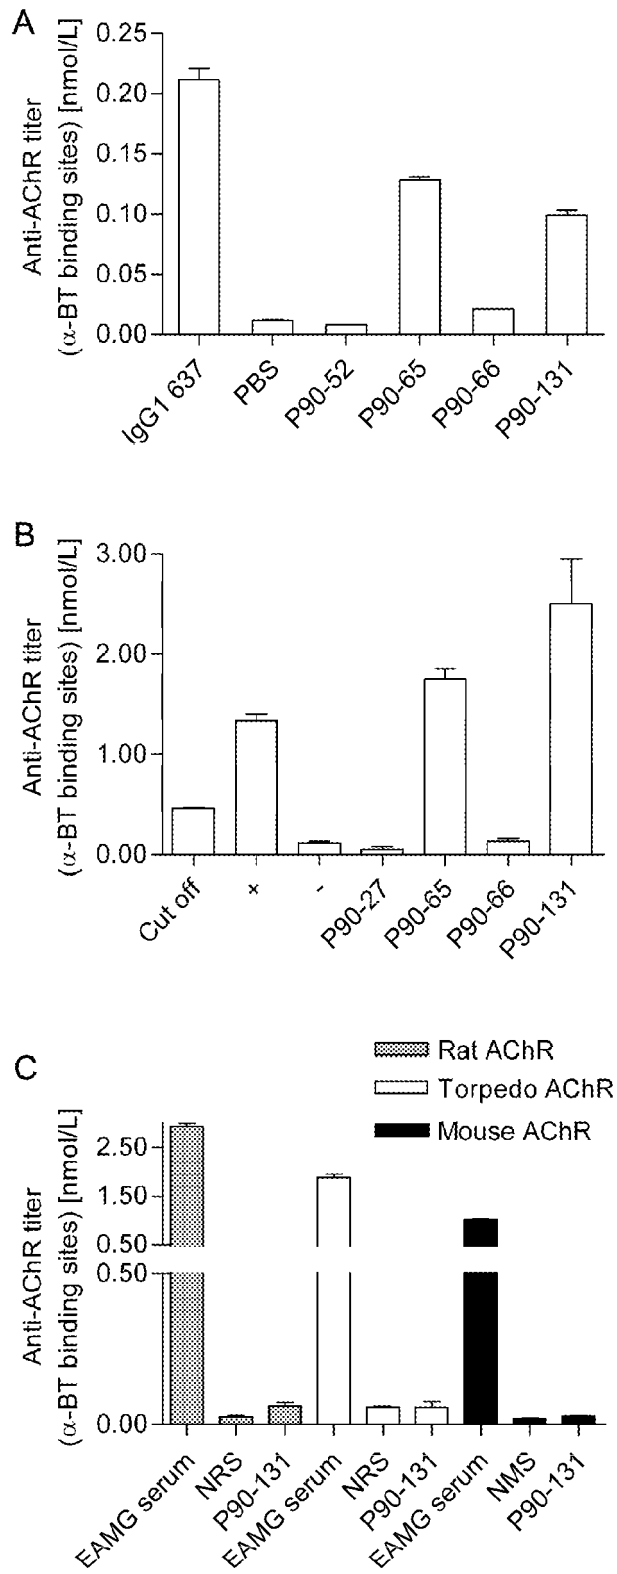 A
Anti-AChR titer
(α-BT binding sites) [nmol/L]
0.25
0.20
0.15
0.10
0.05
0.00
IgG1 637
PBS
P90-52
P90-65
P90-66
P90-131
B
Anti-AChR titer
(α-BT binding sites) [nmol/L]
3.00
2.00
1.00
0.00
Cut off
+
-
P90-27
P90-65
P90-66
P90-131
C
Rat AChR
Torpedo AChR
Mouse AChR
Anti-AChR titer
(α-BT binding sites) [nmol/L]
2.50
1.50
0.50
0.50
0.00
EAMG serum
NRS
P90-131
EAMG serum
NRS
P90-131
EAMG serum
NMS
P90-131